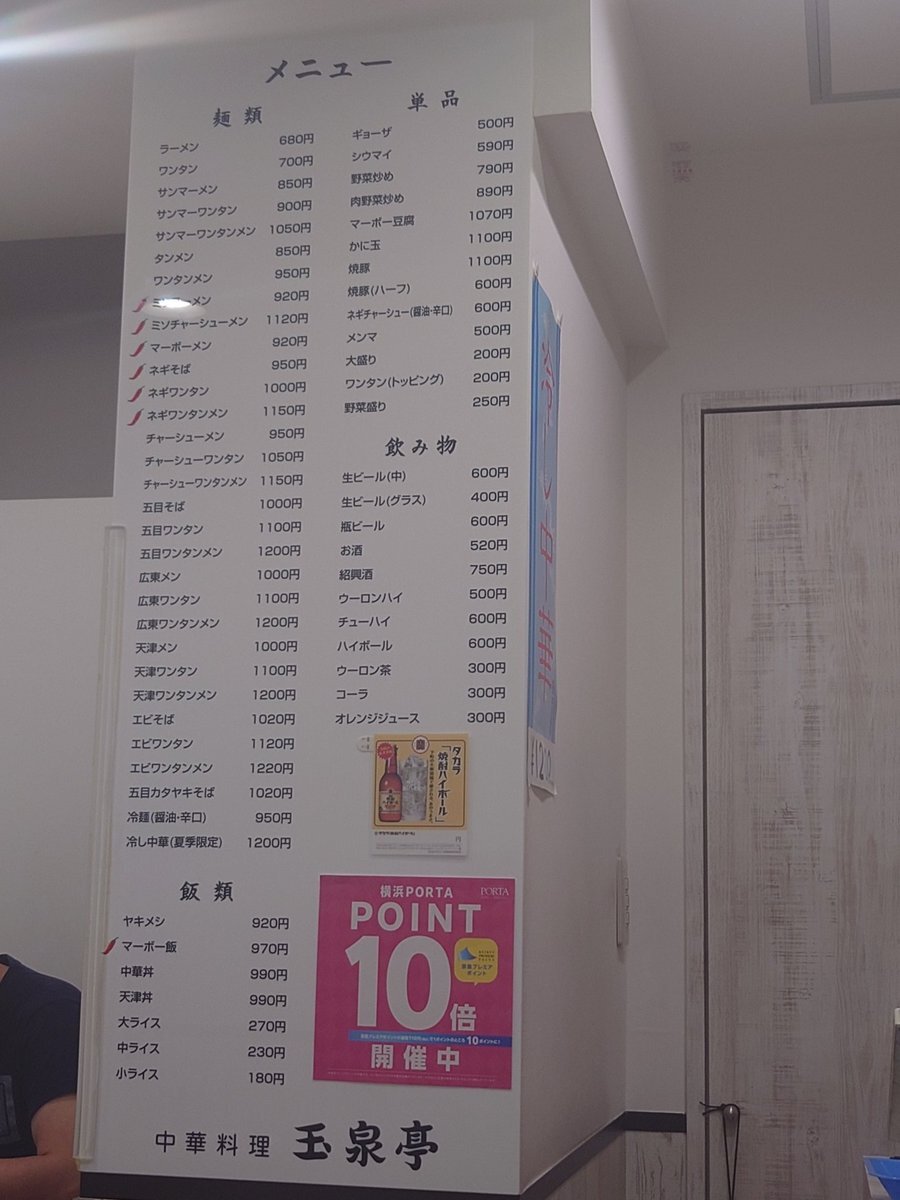 メニュー
麺類
ラーメン 680円
ワンタン 700円
サンマーメン 850円
サンマーワンタン 900円
サンマーワンタンメン 1050円
タンメン 850円
ワンタンメン 950円
ミソラーメン 920円
ミソチャーシューメン 1120円
マーボーメン 920円
ネギそば 950円
ネギワンタン 1000円
ネギワンタンメン 1150円
チャーシューメン 950円
チャーシューワンタン 1050円
チャーシューワンタンメン 1150円
五目そば 1000円
五目ワンタン 1100円
五目ワンタンメン 1200円
広東メン 1000円
広東ワンタン 1100円
広東ワンタンメン 1200円
天津メン 1000円
天津ワンタン 1100円
天津ワンタンメン 1200円
エビそば 1020円
エビワンタン 1120円
エビワンタンメン 1220円
五目カタヤキそば 1020円
冷麺(醤油・辛口) 950円
冷し中華(夏季限定) 1200円
飯類
ヤキメシ 920円
マーボー飯 970円
中華丼 990円
天津丼 990円
大ライス 270円
中ライス 230円
小ライス 180円
単品
ギョーザ 500円
シウマイ 590円
野菜炒め 790円
肉野菜炒め 890円
マーボー豆腐 1070円
かに玉 1100円
焼豚 1100円
焼豚(ハーフ) 600円
ネギチャーシュー(醤油・辛口) 600円
メンマ 500円
大盛り 200円
ワンタン(トッピング) 200円
野菜盛り 250円
飲み物
生ビール(中) 600円
生ビール(グラス) 400円
瓶ビール 600円
お酒 520円
紹興酒 750円
ウーロンハイ 500円
チューハイ 600円
ハイボール 600円
ウーロン茶 300円
コーラ 300円
オレンジジュース 300円
タカラ
「焼酎ハイボール」
円
横浜PORTA
PORTA
POINT
10倍
京急プレミア
ポイント
開催中
中華料理 玉泉亭
冷し中華